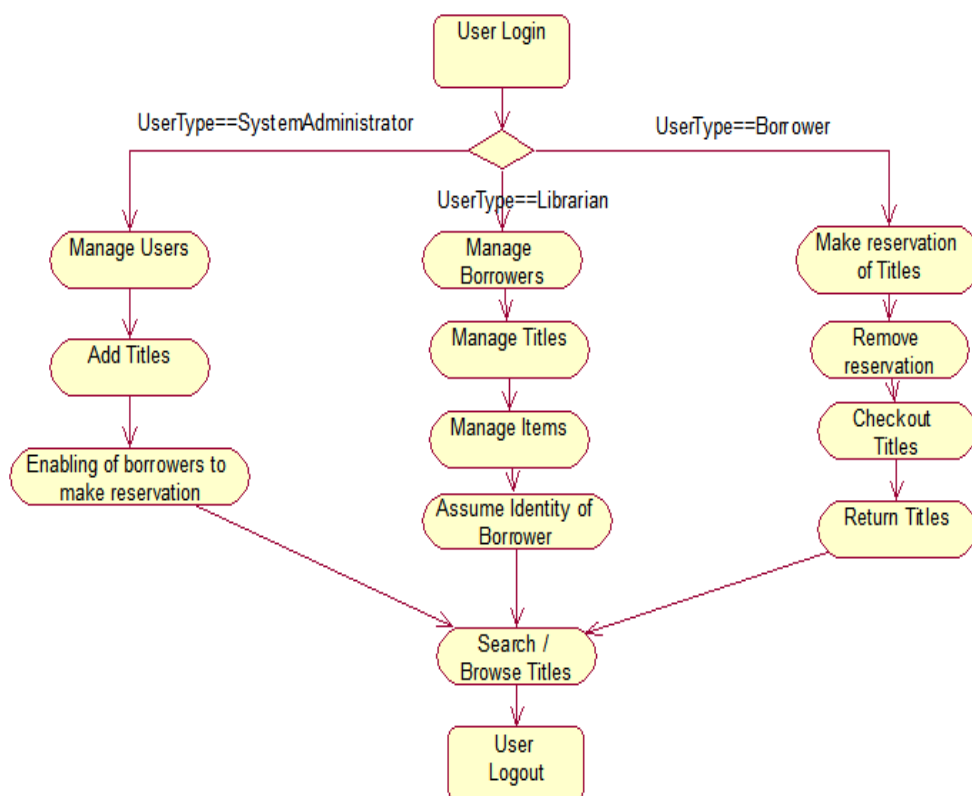 User Login
UserType==SystemAdministrator
UserType==Borrower
UserType==Librarian
Manage Users
Manage
Borrowers
Make reservation
of Titles
Add Titles
Manage Titles
Remove
reservation
Enabling of borrowers to
make reservation
Manage Items
Checkout
Titles
Assume Identity of
Borrower
Return Titles
Search /
Browse Titles
User
Logout